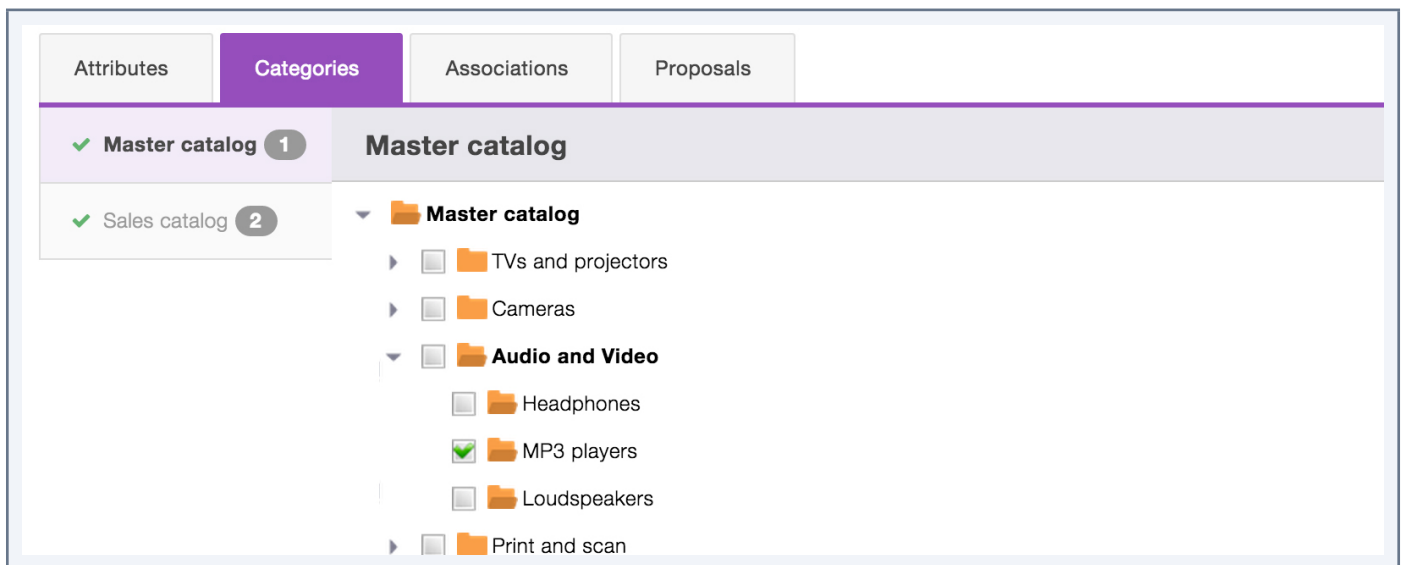 Attributes Categories Associations Proposals
Master catalog 1
Sales catalog 2
Master catalog
Master catalog
TVs and projectors
Cameras
Audio and Video
Headphones
MP3 players
Loudspeakers
Print and scan